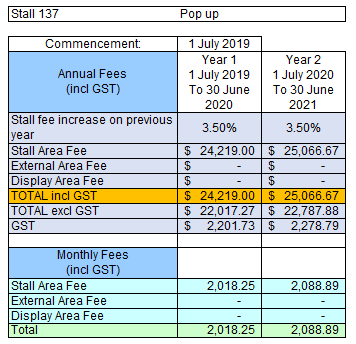 Stall 137 Pop up
Commencement: 1 July 2019
Annual Fees
(incl GST)
Year 1
1 July 2019
To 30 June
2020
Year 2
1 July 2020
To 30 June
2021
Stall fee increase on previous
year
3.50% 3.50%
Stall Area Fee $ 24,219.00 $ 25,066.67
External Area Fee $ - $ -
Display Area Fee $ - $ -
TOTAL incl GST $ 24,219.00 $ 25,066.67
TOTAL excl GST $ 22,017.27 $ 22,787.88
GST $ 2,201.73 $ 2,278.79
Monthly Fees
(incl GST)
Stall Area Fee 2,018.25 2,088.89
External Area Fee - -
Display Area Fee - -
Total 2,018.25 2,088.89